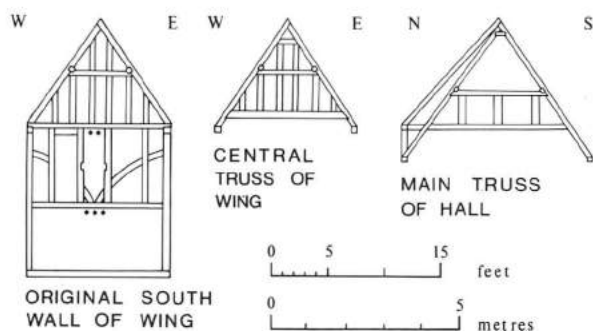 W E W E N S
CENTRAL
TRUSS OF
WING
MAIN TRUSS
OF HALL
0 5 15
feet
ORIGINAL SOUTH
WALL OF WING
0 5
metres